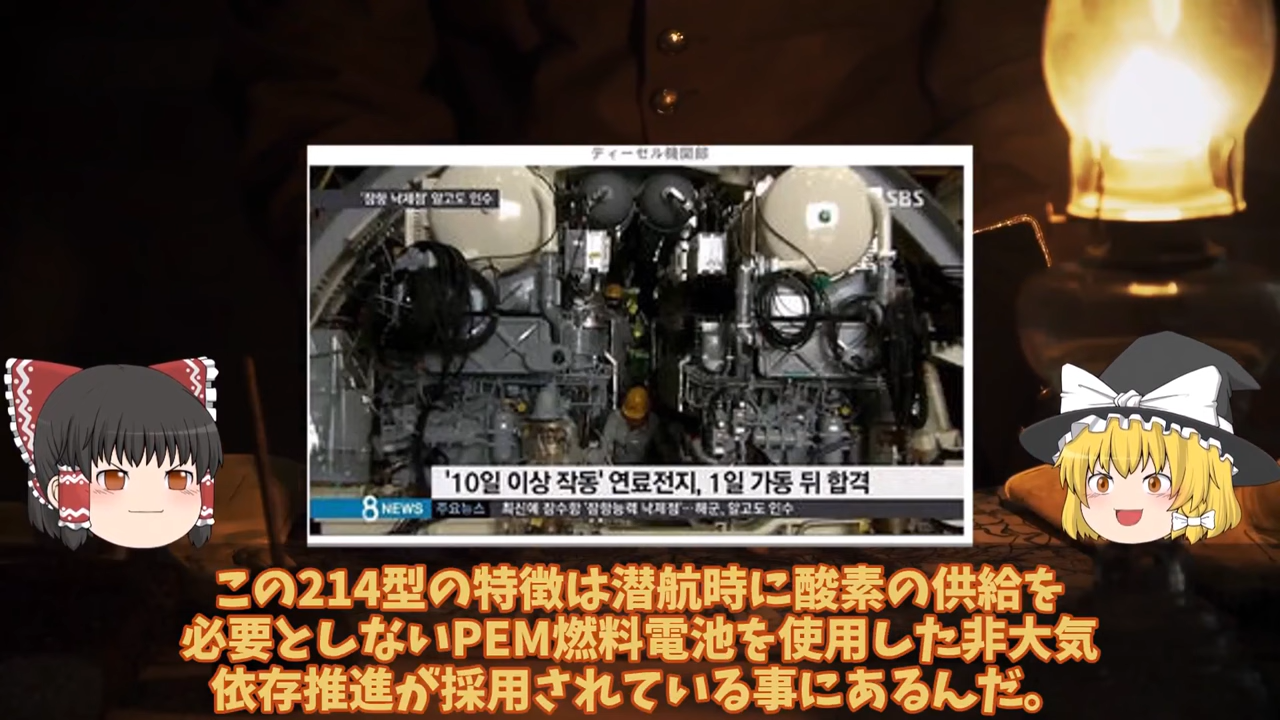 ディーゼル機関部
'잠항 낙제점' 알고도 인수
SBS
'10일 이상 작동' 연료전지, 1일 가동 뒤 합격
8 NEWS 주요뉴스 최신예 잠수함 '잠항능력 낙제점'…해군, 알고도 인수
この214型の特徴は潜航時に酸素の供給を
必要としないPEM燃料電池を使用した非大気
依存推進が採用されている事にあるんだ。